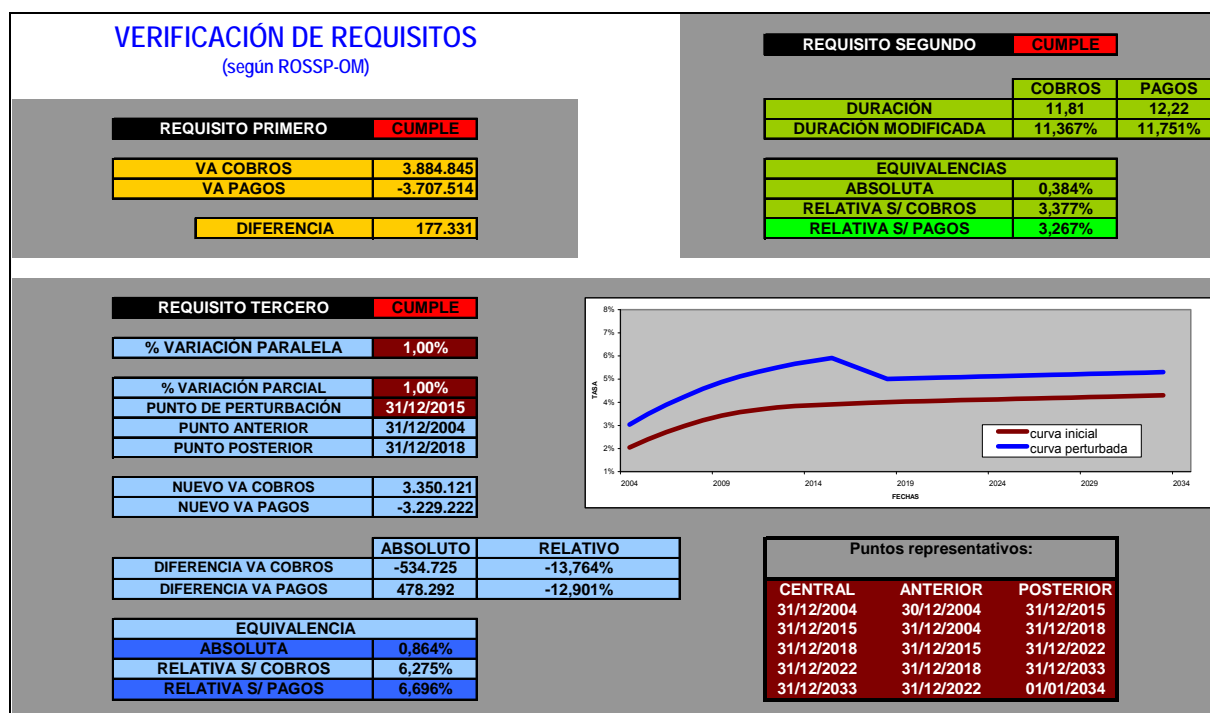 VERIFICACIÓN DE REQUISITOS
(según ROSSP-OM)
REQUISITO PRIMERO CUMPLE
VA COBROS 3.884.845
VA PAGOS -3.707.514
DIFERENCIA 177.331
REQUISITO SEGUNDO CUMPLE
COBROS PAGOS
DURACIÓN 11,81 12,22
DURACIÓN MODIFICADA 11,367% 11,751%
EQUIVALENCIAS
ABSOLUTA 0,384%
RELATIVA S/ COBROS 3,377%
RELATIVA S/ PAGOS 3,267%
REQUISITO TERCERO CUMPLE
% VARIACIÓN PARALELA 1,00%
% VARIACIÓN PARCIAL 1,00%
PUNTO DE PERTURBACIÓN 31/12/2015
PUNTO ANTERIOR 31/12/2004
PUNTO POSTERIOR 31/12/2018
NUEVO VA COBROS 3.350.121
NUEVO VA PAGOS -3.229.222
ABSOLUTO RELATIVO
DIFERENCIA VA COBROS -534.725 -13,764%
DIFERENCIA VA PAGOS 478.292 -12,901%
EQUIVALENCIA
ABSOLUTA 0,864%
RELATIVA S/ COBROS 6,275%
RELATIVA S/ PAGOS 6,696%
8%
7%
6%
5%
4%
3%
2%
1%
TASA
2004 2009 2014 2019 2024 2029 2034
FECHAS
curva inicial
curva perturbada
Puntos representativos:
CENTRAL ANTERIOR POSTERIOR
31/12/2004 30/12/2004 31/12/2015
31/12/2015 31/12/2004 31/12/2018
31/12/2018 31/12/2015 31/12/2022
31/12/2022 31/12/2018 31/12/2033
31/12/2033 31/12/2022 01/01/2034